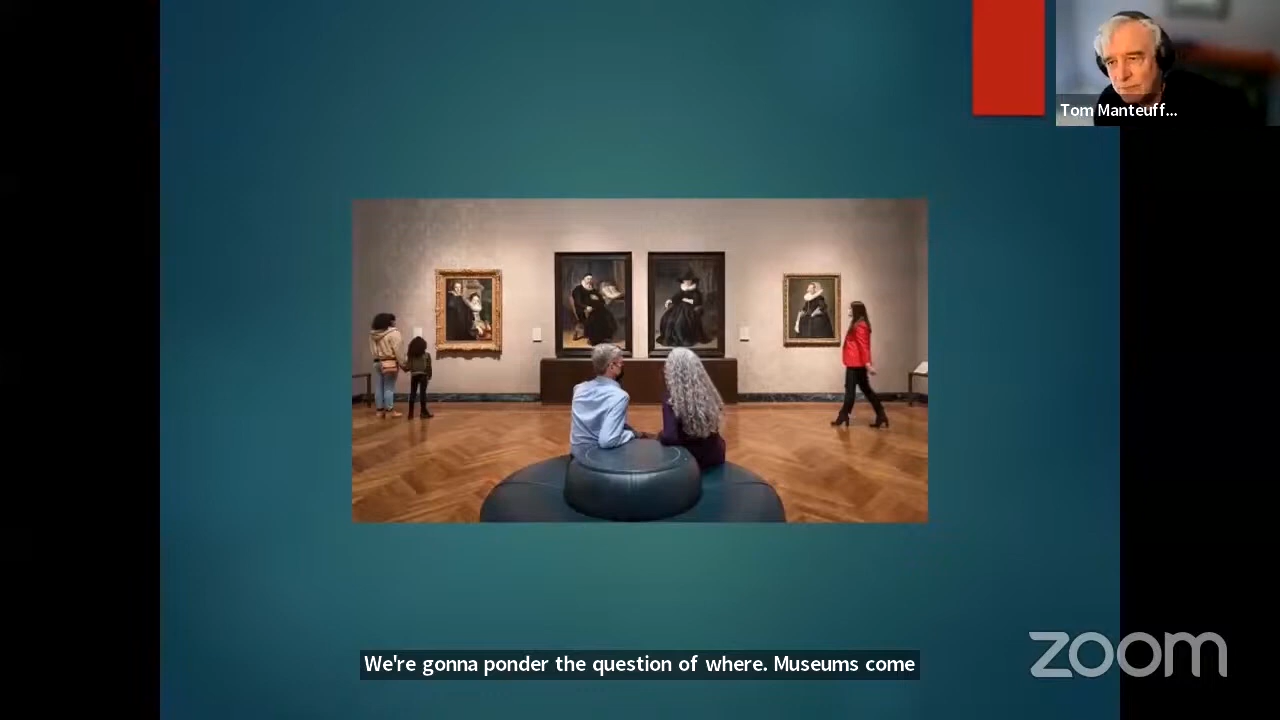 Tom Manteuff...
We're gonna ponder the question of where. Museums come
zoom